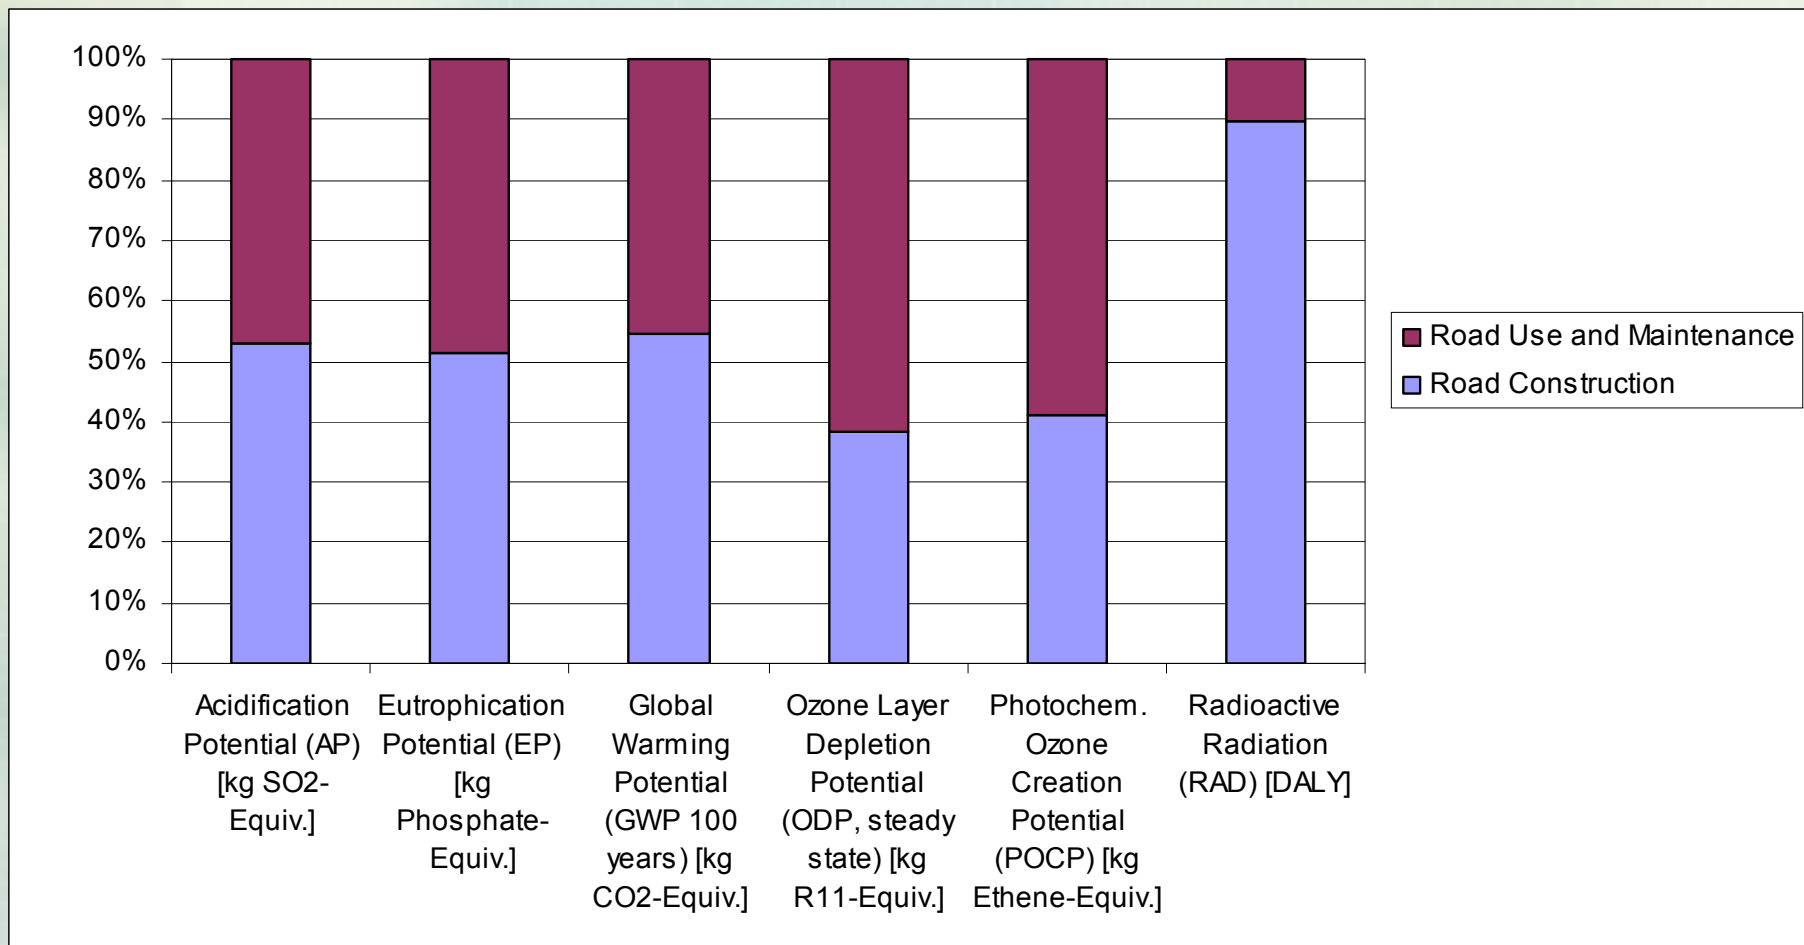 100%
90%
80%
70%
60%
50%
40%
30%
20%
10%
0%
Acidification
Potential (AP)
[kg SO2-
Equiv.]
Eutrophication
Potential (EP)
[kg
Phosphate-
Equiv.]
Global
Warming
Potential
(GWP 100
years) [kg
CO2-Equiv.]
Ozone Layer
Depletion
Potential
(ODP, steady
state) [kg
R11-Equiv.]
Photochem.
Ozone
Creation
Potential
(POCP) [kg
Ethene-Equiv.]
Radioactive
Radiation
(RAD) [DALY]
Road Use and Maintenance
Road Construction